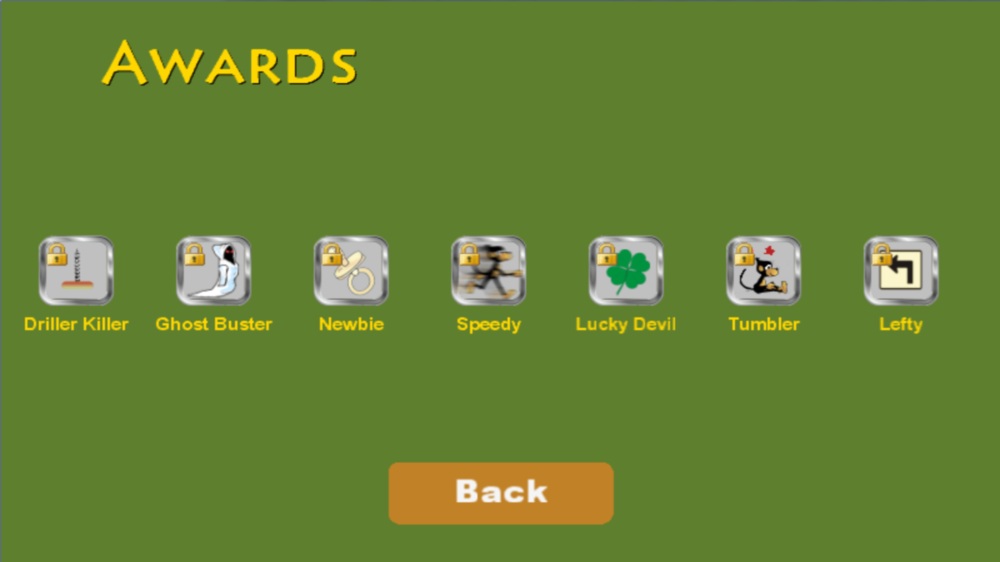 Awards
Driller Killer
Ghost Buster
Newbie
Speedy
Lucky Devil
Tumbler
Lefty
Back